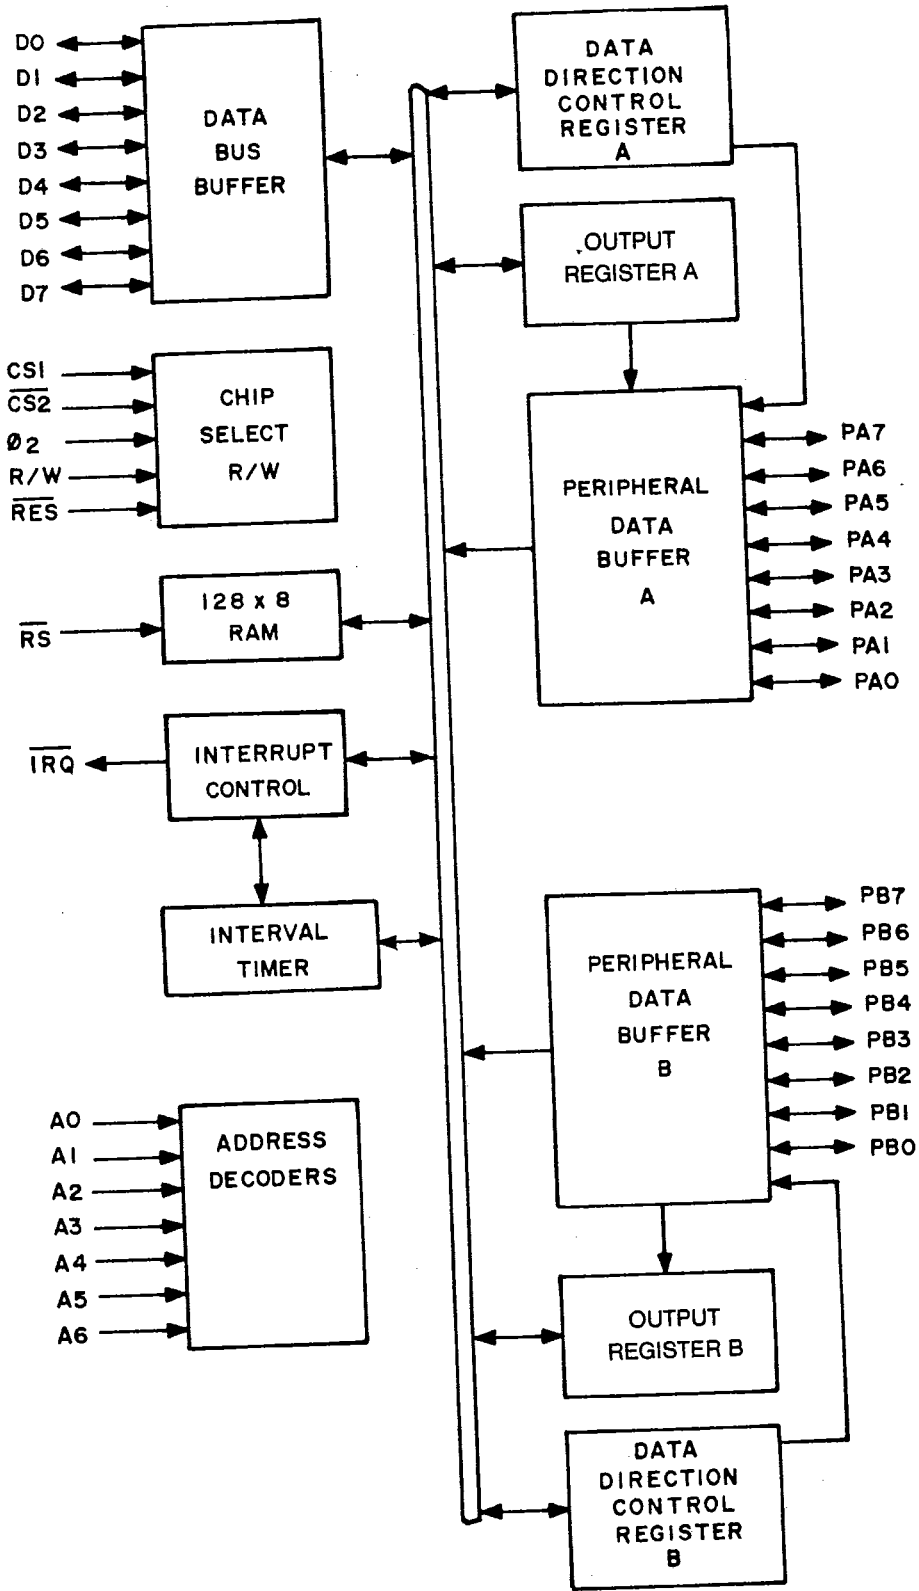 D0
D1
D2
D3
D4
D5
D6
D7
DATA
BUS
BUFFER
CS1
CS2
Ø2
R/W
RES
CHIP
SELECT
R/W
RS
128 x 8
RAM
IRQ
INTERRUPT
CONTROL
INTERVAL
TIMER
A0
A1
A2
A3
A4
A5
A6
ADDRESS
DECODERS
DATA
DIRECTION
CONTROL
REGISTER
A
OUTPUT
REGISTER A
PERIPHERAL
DATA
BUFFER
A
PA7
PA6
PA5
PA4
PA3
PA2
PA1
PA0
PERIPHERAL
DATA
BUFFER
B
PB7
PB6
PB5
PB4
PB3
PB2
PB1
PB0
OUTPUT
REGISTER B
DATA
DIRECTION
CONTROL
REGISTER
B